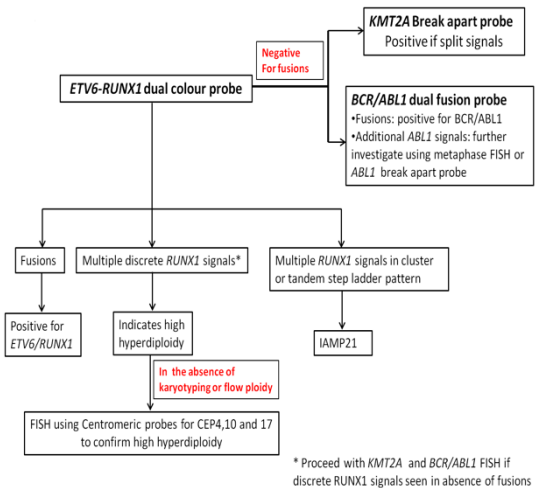 KMT2A Break apart probe
Positive if split signals
Negative
For fusions
ETV6-RUNX1 dual colour probe
BCR/ABL1 dual fusion probe
•Fusions: positive for BCR/ABL1
•Additional ABL1 signals: further
investigate using metaphase FISH or
ABL1 break apart probe
Fusions
Multiple discrete RUNX1 signals*
Multiple RUNX1 signals in cluster
or tandem step ladder pattern
Positive for
ETV6/RUNX1
Indicates high
hyperdiploidy
IAMP21
In the absence of
karyotyping or flow ploidy
FISH using Centromeric probes for CEP4,10 and 17
to confirm high hyperdiploidy
* Proceed with KMT2A and BCR/ABL1 FISH if
discrete RUNX1 signals seen in absence of fusions